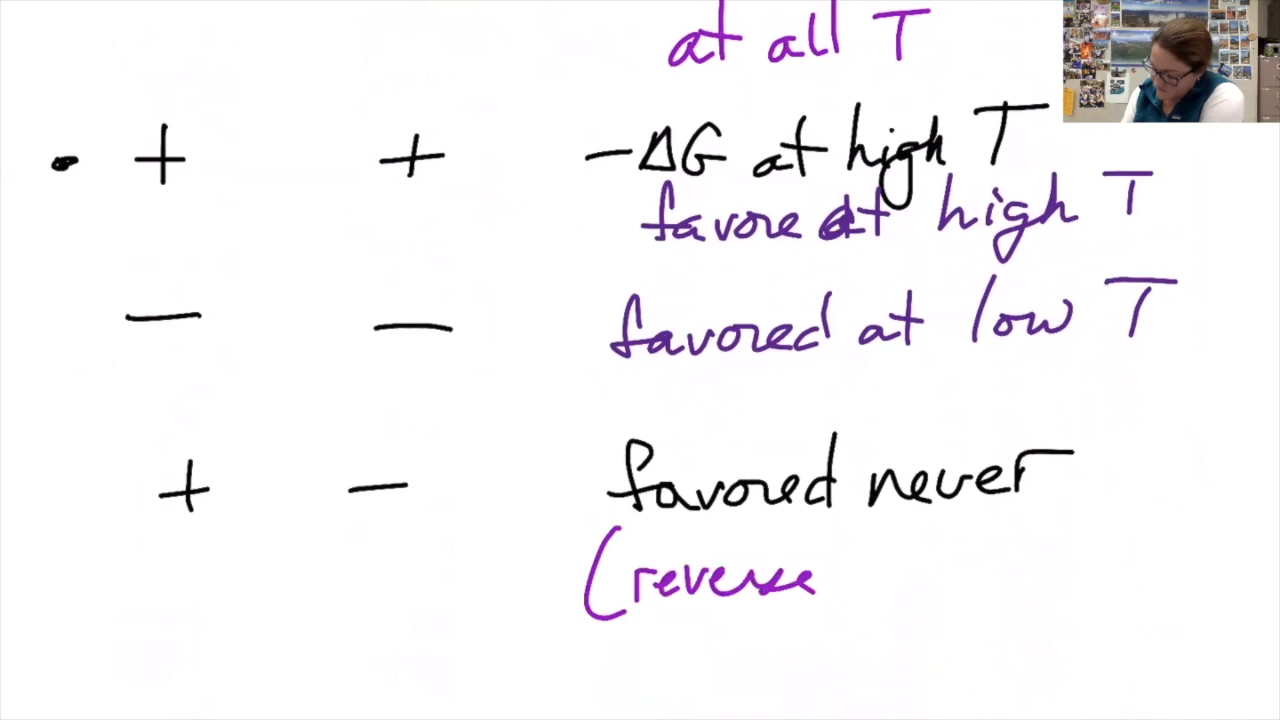 at all T
• + + -ΔG at high T
favored at high T
— — favored at low T
+ — favored never
(reverse